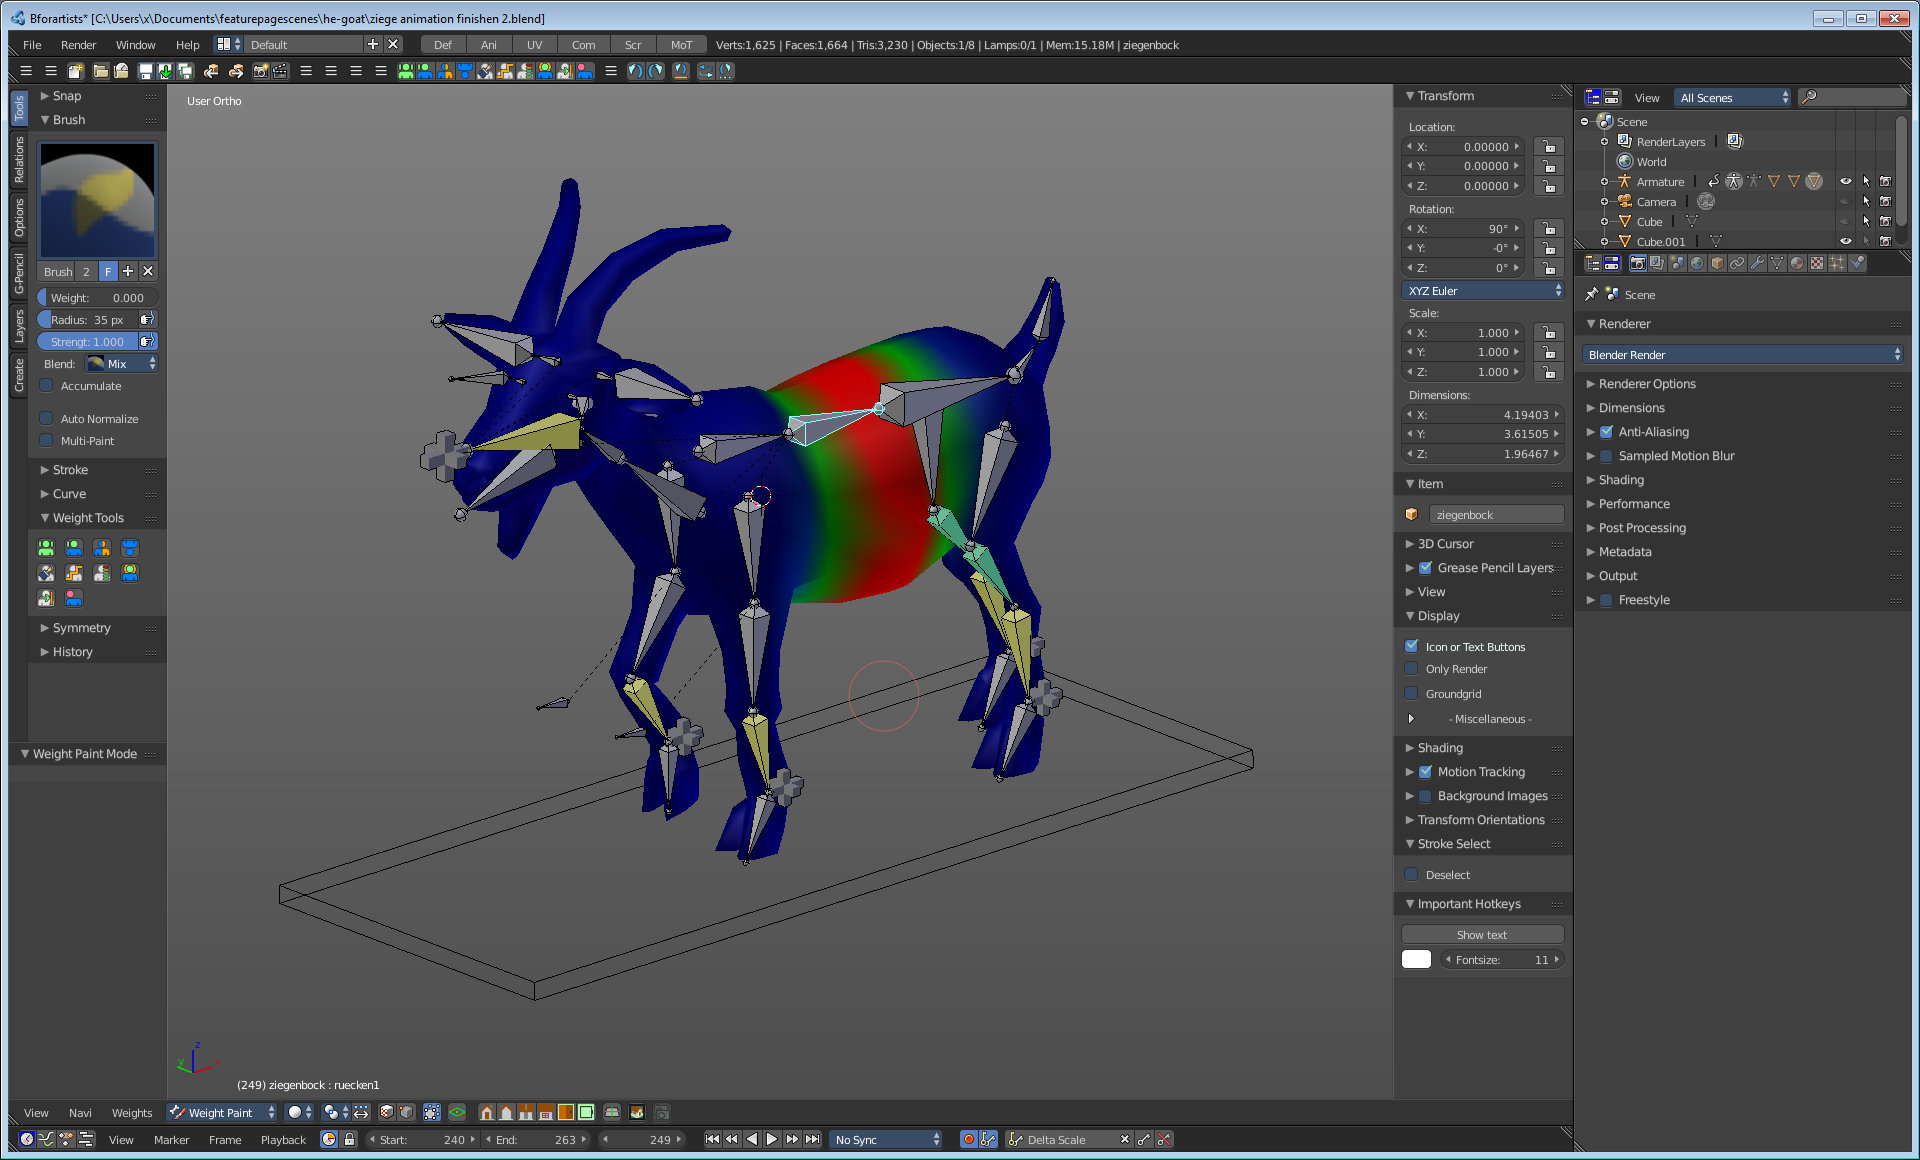 Bforartists* [C:\Users\x\Documents\featurepagescenes\he-goat\ziege animation finishen 2.blend]
File Render Window Help Default Def Ani UV Com Scr MoT Verts:1,625 | Faces:1,664 | Tris:3,230 | Objects:1/8 | Lamps:0/1 | Mem:15.18M | ziegenbock
Tools
Relations
Options
G-Pencil
Layers
Create
Snap
Brush
Brush 2 F
Weight: 0.000
Radius: 35 px
Strengt: 1.000
Blend: Mix
Accumulate
Auto Normalize
Multi-Paint
Stroke
Curve
Weight Tools
Symmetry
History
Weight Paint Mode
User Ortho
z
y
x
(249) ziegenbock : ruecken1
Transform
Location:
X: 0.00000
Y: 0.00000
Z: 0.00000
Rotation:
X: 90°
Y: -0°
Z: 0°
XYZ Euler
Scale:
X: 1.000
Y: 1.000
Z: 1.000
Dimensions:
X: 4.19403
Y: 3.61505
Z: 1.96467
Item
ziegenbock
3D Cursor
Grease Pencil Layers
View
Display
Icon or Text Buttons
Only Render
Groundgrid
- Miscellaneous -
Shading
Motion Tracking
Background Images
Transform Orientations
Stroke Select
Deselect
Important Hotkeys
Show text
Fontsize: 11
View All Scenes
Scene
RenderLayers
World
Armature
Camera
Cube
Cube.001
Scene
Renderer
Blender Render
Renderer Options
Dimensions
Anti-Aliasing
Sampled Motion Blur
Shading
Performance
Post Processing
Metadata
Output
Freestyle
View Navi Weights Weight Paint
View Marker Frame Playback Start: 240 End: 263 249 No Sync Delta Scale